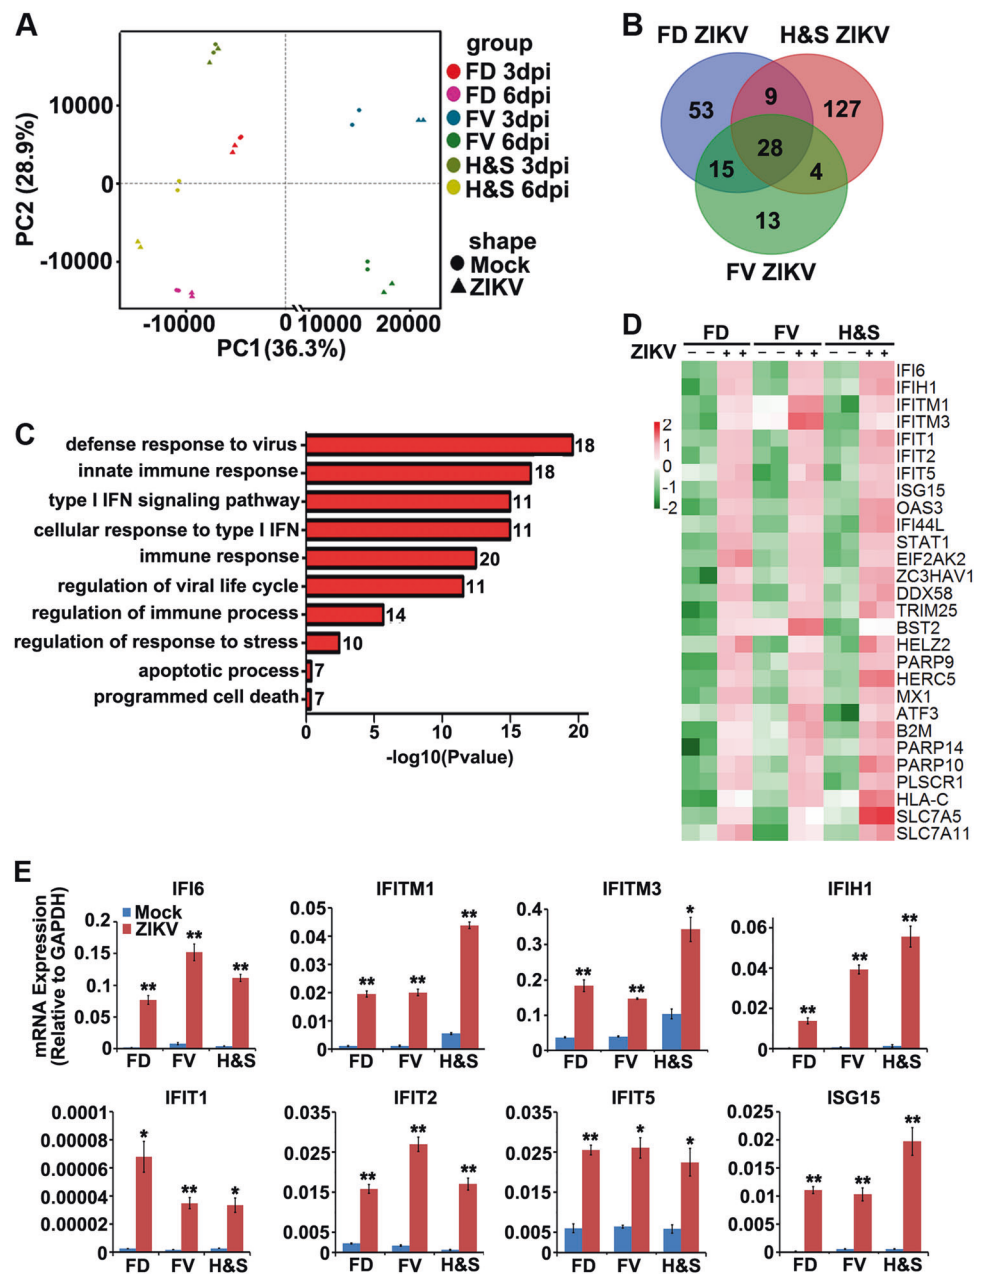 A
PC2 (28.9%)
10000
0
-10000
-10000
0
10000
20000
PC1 (36.3%)
group
FD 3dpi
FD 6dpi
FV 3dpi
FV 6dpi
H&S 3dpi
H&S 6dpi
shape
Mock
ZIKV
B
FD ZIKV
H&S ZIKV
53
9
127
28
15
4
13
FV ZIKV
C
defense response to virus
18
innate immune response
18
type I IFN signaling pathway
11
cellular response to type I IFN
11
immune response
20
regulation of viral life cycle
11
regulation of immune process
14
regulation of response to stress
10
apoptotic process
7
programmed cell death
7
0
5
10
15
20
-log10(Pvalue)
D
FD
FV
H&S
ZIKV
− − + + − − + + − − + +
2
1
0
-1
-2
IFI6
IFIH1
IFITM1
IFITM3
IFIT1
IFIT2
IFIT5
ISG15
OAS3
IFI44L
STAT1
EIF2AK2
ZC3HAV1
DDX58
TRIM25
BST2
HELZ2
PARP9
HERC5
MX1
ATF3
B2M
PARP14
PARP10
PLSCR1
HLA-C
SLC7A5
SLC7A11
E
mRNA Expression
(Relative to GAPDH)
IFI6
Mock
ZIKV
0.2
0.15
0.1
0.05
0
**
**
**
FD
FV
H&S
IFITM1
0.05
0.04
0.03
0.02
0.01
0
**
**
**
FD
FV
H&S
IFITM3
0.4
0.3
0.2
0.1
0
**
**
*
FD
FV
H&S
IFIH1
0.06
0.04
0.02
0
**
**
**
FD
FV
H&S
IFIT1
0.0001
0.00008
0.00006
0.00004
0.00002
0
*
**
*
FD
FV
H&S
IFIT2
0.035
0.025
0.015
0.005
0
**
**
**
FD
FV
H&S
IFIT5
0.035
0.025
0.015
0.005
0
**
*
*
FD
FV
H&S
ISG15
0.025
0.02
0.015
0.01
0.005
0
**
**
**
FD
FV
H&S